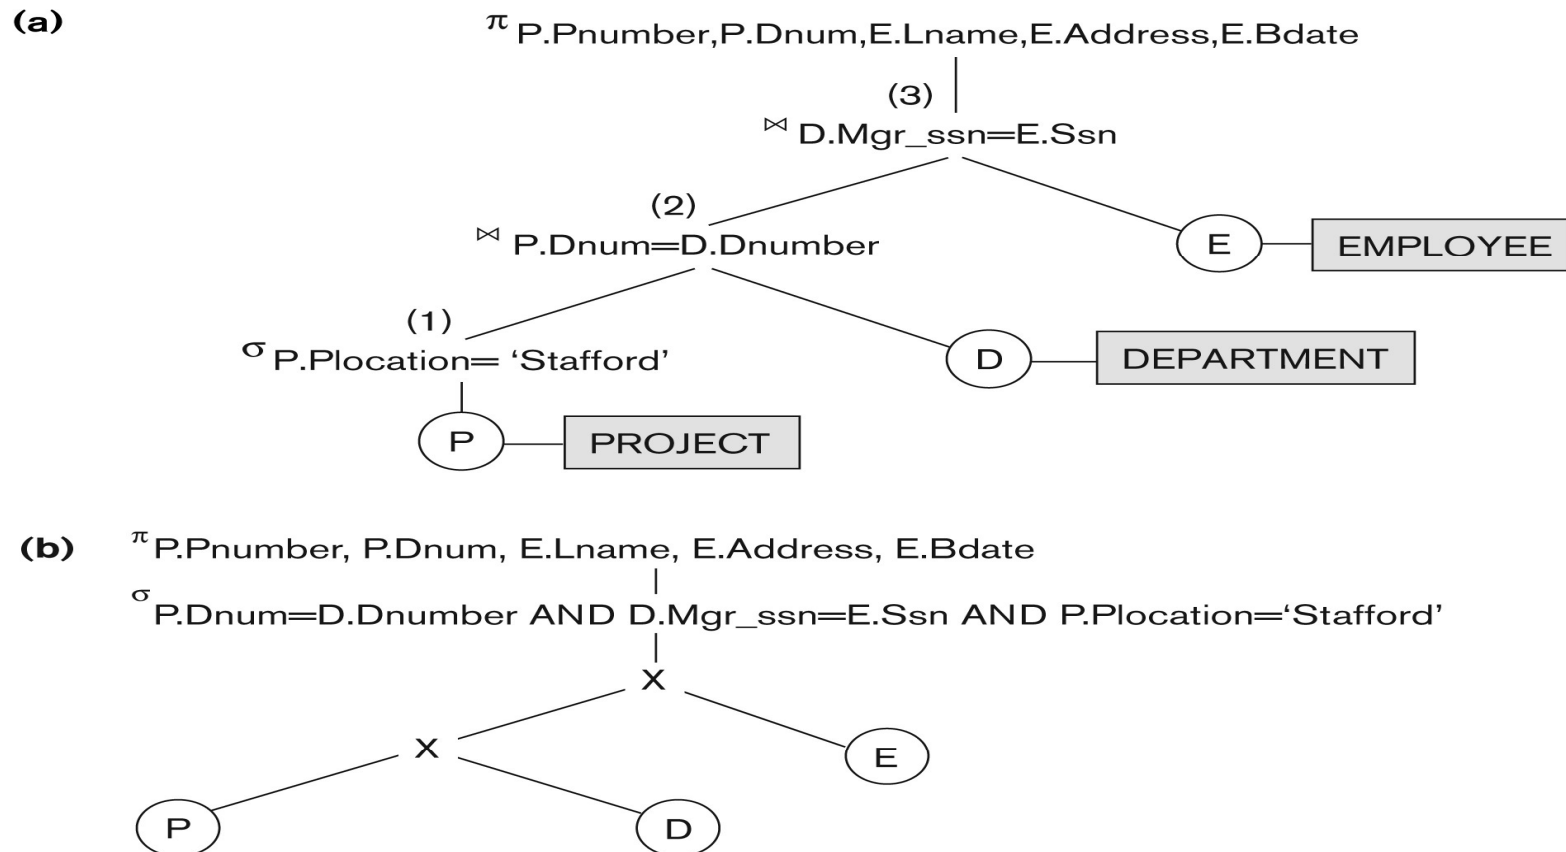 (a)
π P.Pnumber,P.Dnum,E.Lname,E.Address,E.Bdate
(3)
⋈ D.Mgr_ssn=E.Ssn
(2)
⋈ P.Dnum=D.Dnumber
E EMPLOYEE
(1)
σ P.Plocation= ‘Stafford’
D DEPARTMENT
P PROJECT
(b) π P.Pnumber, P.Dnum, E.Lname, E.Address, E.Bdate
σ P.Dnum=D.Dnumber AND D.Mgr_ssn=E.Ssn AND P.Plocation=‘Stafford’
X
X
E
P
D